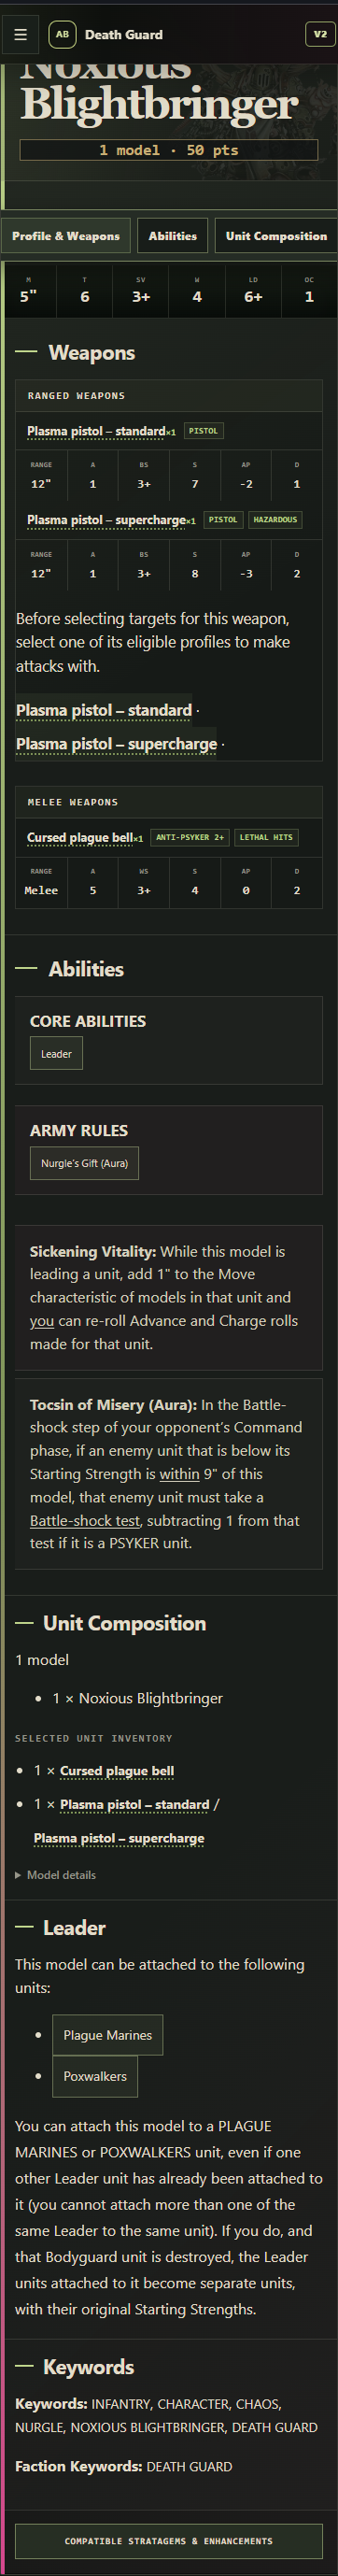 ☰ AB Death Guard V2
Noxious
Blightbringer
1 model · 50 pts
Profile & Weapons Abilities Unit Composition
M T SV W LD OC
5" 6 3+ 4 6+ 1
Weapons
RANGED WEAPONS
Plasma pistol – standard×1 PISTOL
RANGE A BS S AP D
12" 1 3+ 7 -2 1
Plasma pistol – supercharge×1 PISTOL HAZARDOUS
RANGE A BS S AP D
12" 1 3+ 8 -3 2
Before selecting targets for this weapon,
select one of its eligible profiles to make
attacks with.
Plasma pistol – standard ·
Plasma pistol – supercharge ·
MELEE WEAPONS
Cursed plague bell×1 ANTI-PSYKER 2+ LETHAL HITS
RANGE A WS S AP D
Melee 5 3+ 4 0 2
Abilities
CORE ABILITIES
Leader
ARMY RULES
Nurgle's Gift (Aura)
Sickening Vitality: While this model is
leading a unit, add 1" to the Move
characteristic of models in that unit and
you can re-roll Advance and Charge rolls
made for that unit.
Tocsin of Misery (Aura): In the Battle-
shock step of your opponent's Command
phase, if an enemy unit that is below its
Starting Strength is within 9" of this
model, that enemy unit must take a
Battle-shock test, subtracting 1 from that
test if it is a PSYKER unit.
Unit Composition
1 model
• 1 × Noxious Blightbringer
SELECTED UNIT INVENTORY
• 1 × Cursed plague bell
• 1 × Plasma pistol – standard /
Plasma pistol – supercharge
▶ Model details
Leader
This model can be attached to the following
units:
• Plague Marines
• Poxwalkers
You can attach this model to a PLAGUE
MARINES or POXWALKERS unit, even if one
other Leader unit has already been attached to
it (you cannot attach more than one of the
same Leader to the same unit). If you do, and
that Bodyguard unit is destroyed, the Leader
units attached to it become separate units,
with their original Starting Strengths.
Keywords
Keywords: INFANTRY, CHARACTER, CHAOS,
NURGLE, NOXIOUS BLIGHTBRINGER, DEATH GUARD
Faction Keywords: DEATH GUARD
COMPATIBLE STRATAGEMS & ENHANCEMENTS